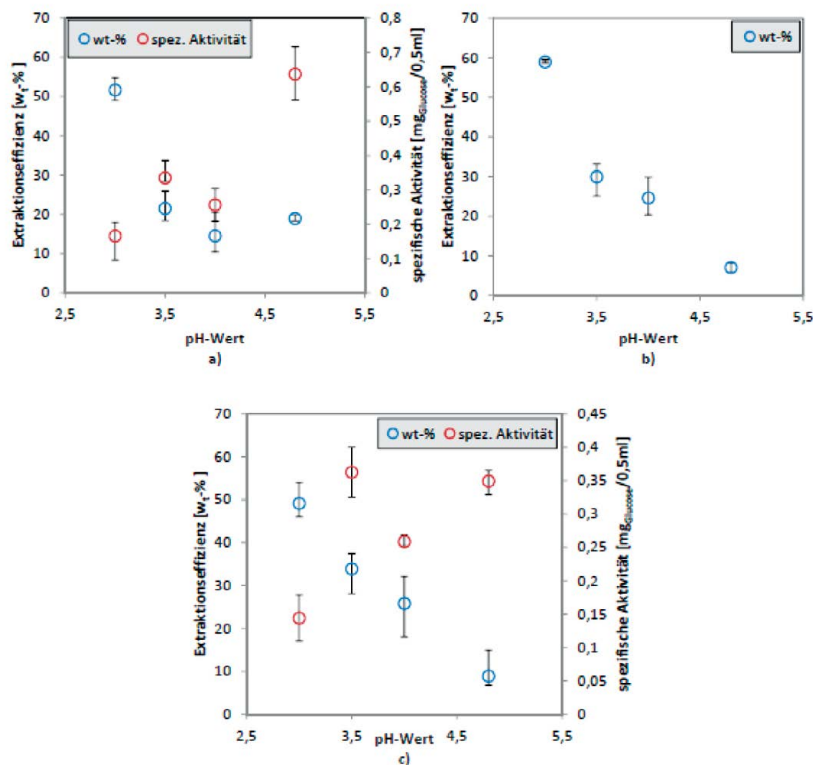 wt-% spez. Aktivität
Extraktionseffizienz [wt-%]
70
60
50
40
30
20
10
0
2,5 3,5 4,5 5,5
pH-Wert
a)
0,8
0,7
0,6
0,5
0,4
0,3
0,2
0,1
0
spezifische Aktivität [mgGlucose/0,5ml]
wt-%
Extraktionseffizienz [wt-%]
70
60
50
40
30
20
10
0
2,5 3,5 4,5 5,5
pH-Wert
b)
wt-% spez. Aktivität
Extraktionseffizienz [wt-%]
70
60
50
40
30
20
10
0
2,5 3,5 4,5 5,5
pH-Wert
c)
0,45
0,4
0,35
0,3
0,25
0,2
0,15
0,1
0,05
0
spezifische Aktivität [mgGlucose/0,5ml]